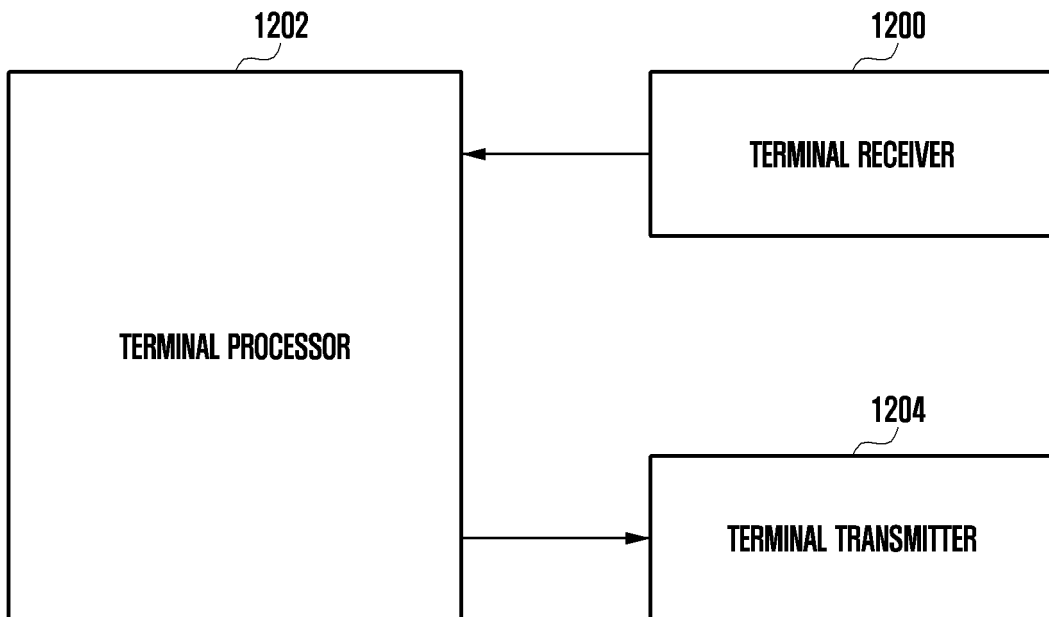 1202
1200
TERMINAL RECEIVER
TERMINAL PROCESSOR
1204
TERMINAL TRANSMITTER